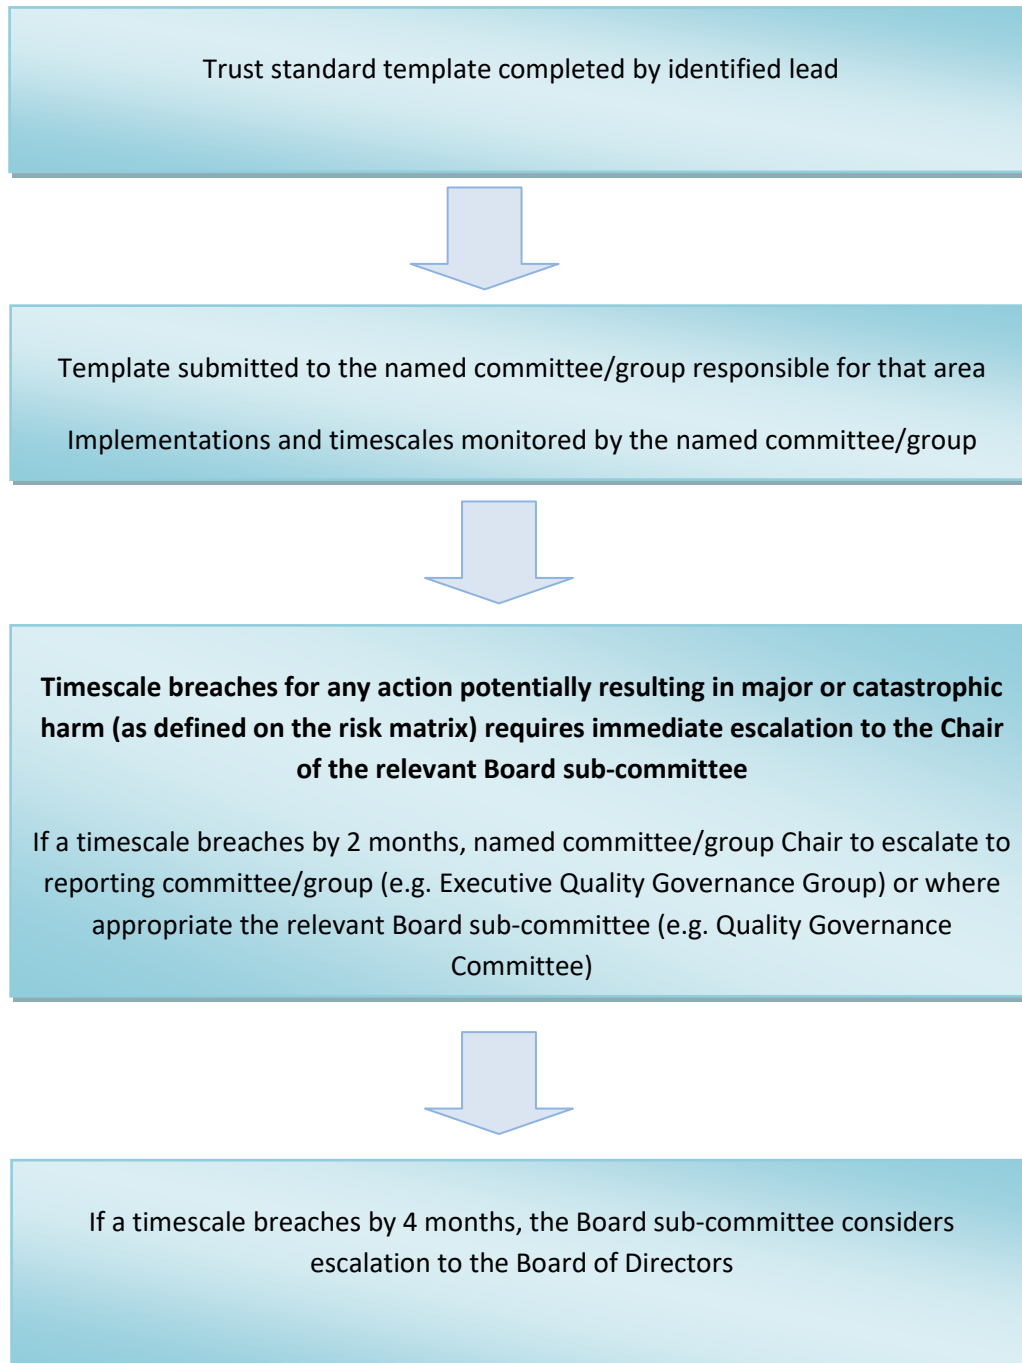 Trust standard template completed by identified lead
Template submitted to the named committee/group responsible for that area
Implementations and timescales monitored by the named committee/group
Timescale breaches for any action potentially resulting in major or catastrophic
harm (as defined on the risk matrix) requires immediate escalation to the Chair
of the relevant Board sub-committee
If a timescale breaches by 2 months, named committee/group Chair to escalate to
reporting committee/group (e.g. Executive Quality Governance Group) or where
appropriate the relevant Board sub-committee (e.g. Quality Governance
Committee)
If a timescale breaches by 4 months, the Board sub-committee considers
escalation to the Board of Directors